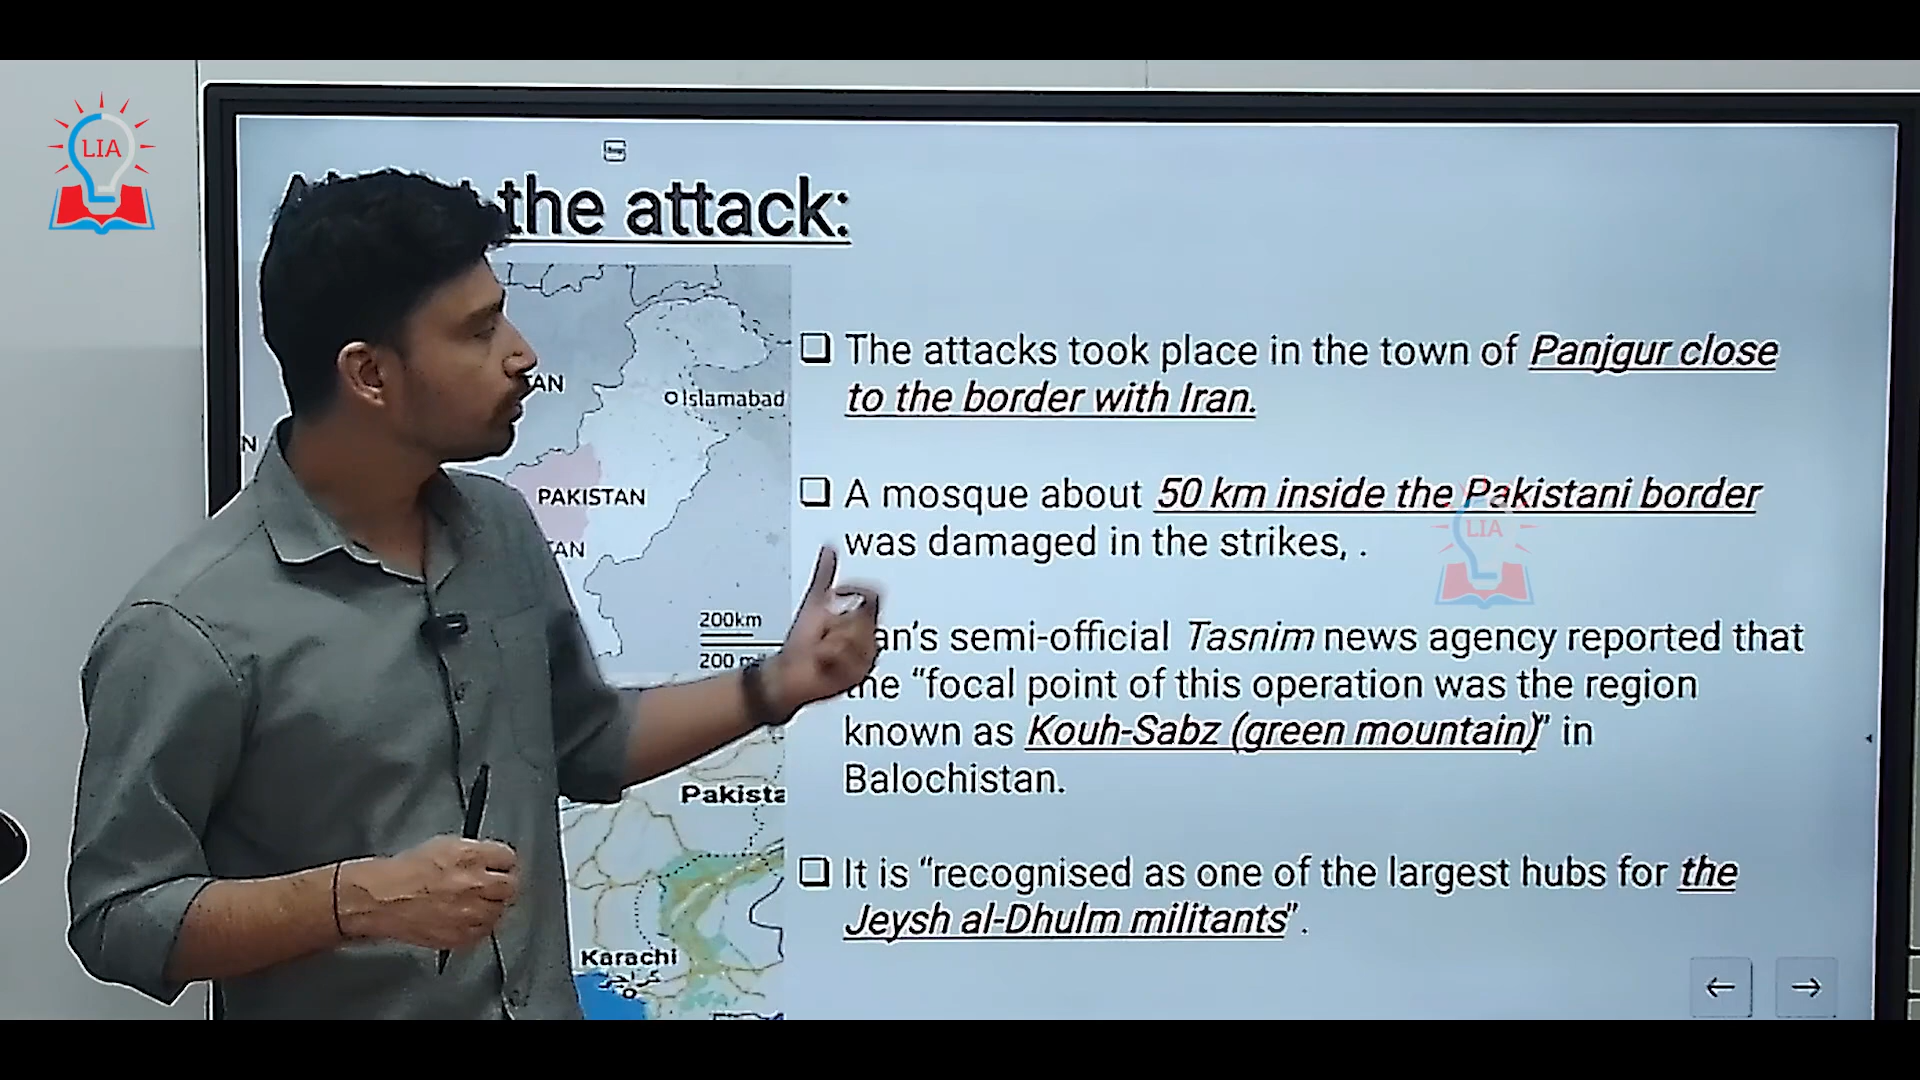 LIA
the attack:
TAN
Islamabad
N
PAKISTAN
TAN
200km
200 m
Pakista
Karachi
The attacks took place in the town of Panjgur close
to the border with Iran.
A mosque about 50 km inside the Pakistani border
was damaged in the strikes, .
LIA
an's semi-official Tasnim news agency reported that
the "focal point of this operation was the region
known as Kouh-Sabz (green mountain)" in
Balochistan.
It is "recognised as one of the largest hubs for the
Jeysh al-Dhulm militants" .